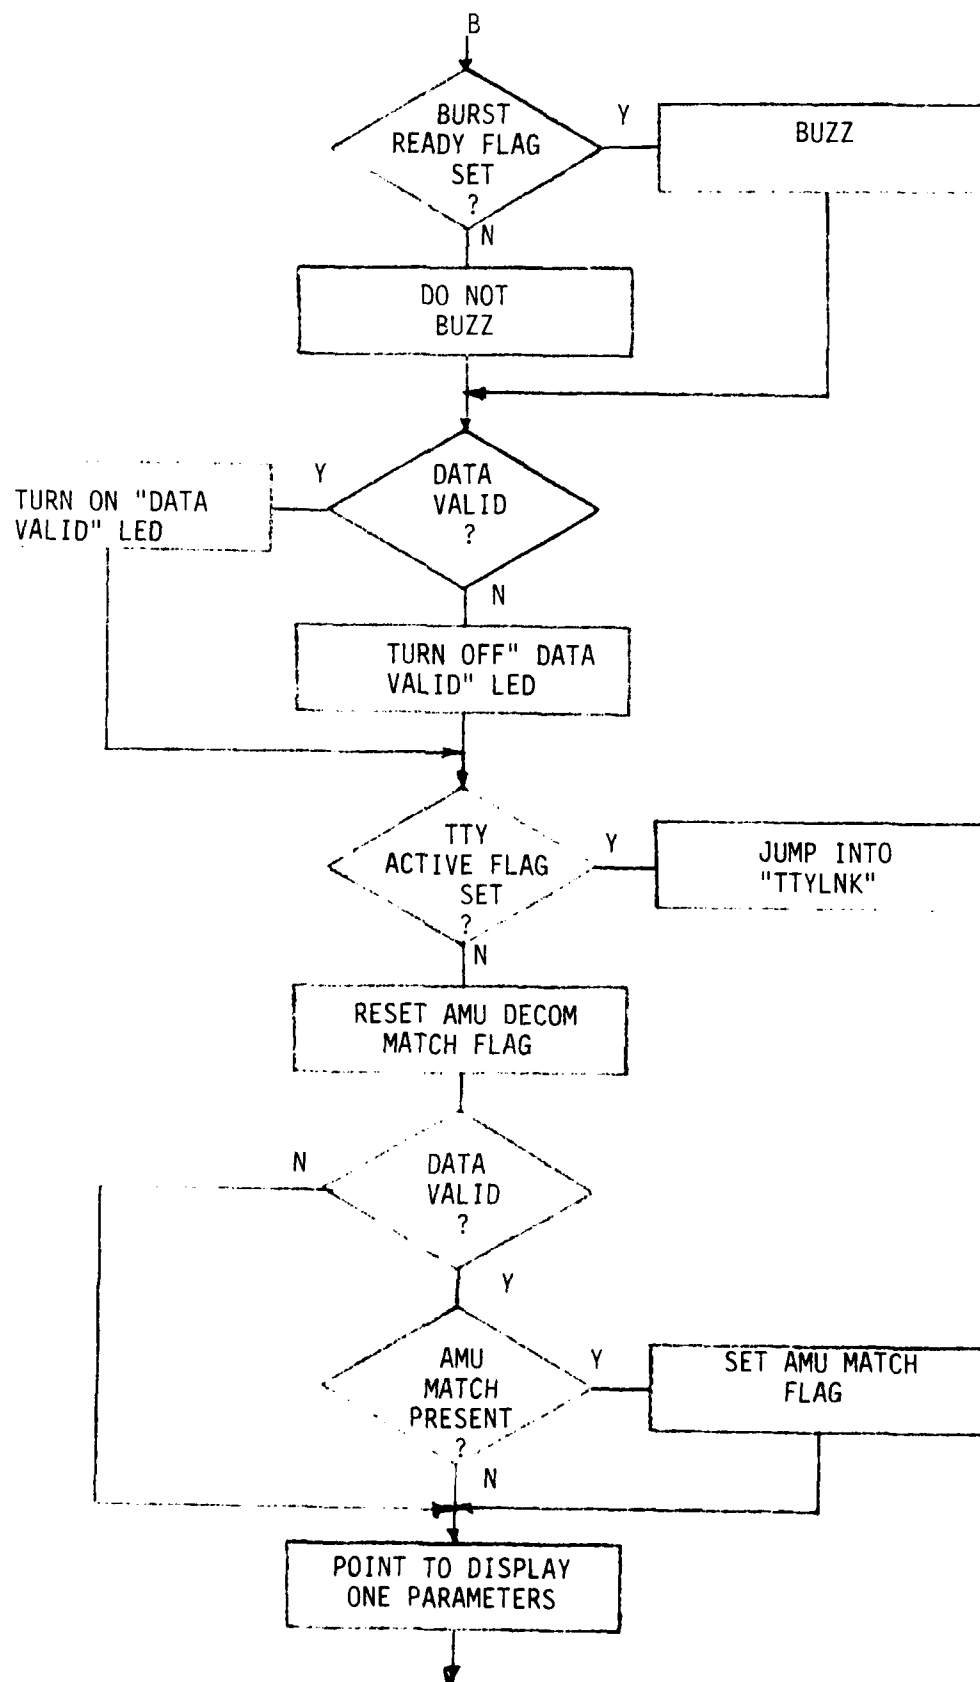 B
BURST
READY FLAG
SET
?
Y
BUZZ
N
DO NOT
BUZZ
DATA
VALID
?
Y
TURN ON "DATA
VALID" LED
N
TURN OFF" DATA
VALID" LED
TTY
ACTIVE FLAG
SET
?
Y
JUMP INTO
"TTYLNK"
N
RESET AMU DECOM
MATCH FLAG
DATA
VALID
?
N
Y
AMU
MATCH
PRESENT
?
Y
SET AMU MATCH
FLAG
N
POINT TO DISPLAY
ONE PARAMETERS